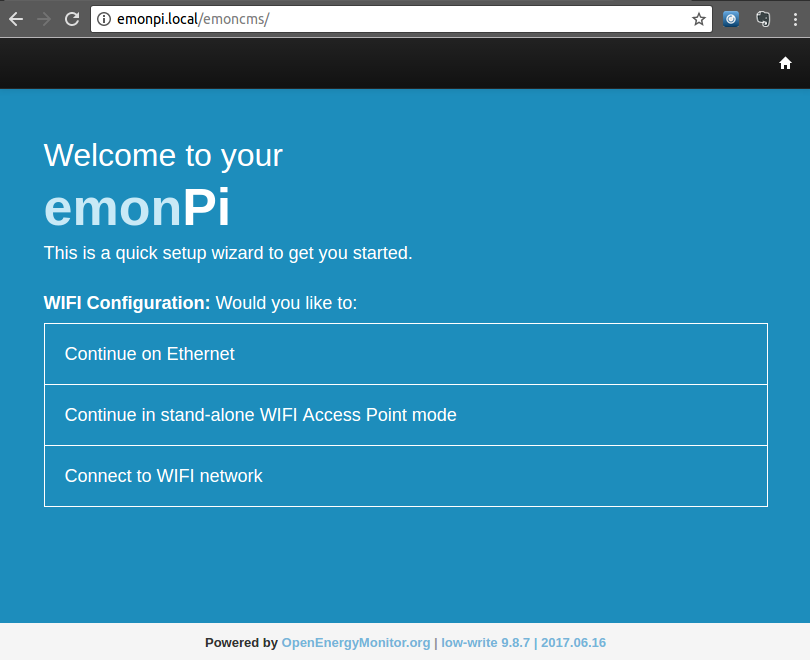 emonpi.local/emoncms/
Welcome to your
emonPi
This is a quick setup wizard to get you started.
WIFI Configuration: Would you like to:
Continue on Ethernet
Continue in stand-alone WIFI Access Point mode
Connect to WIFI network
Powered by OpenEnergyMonitor.org | low-write 9.8.7 | 2017.06.16